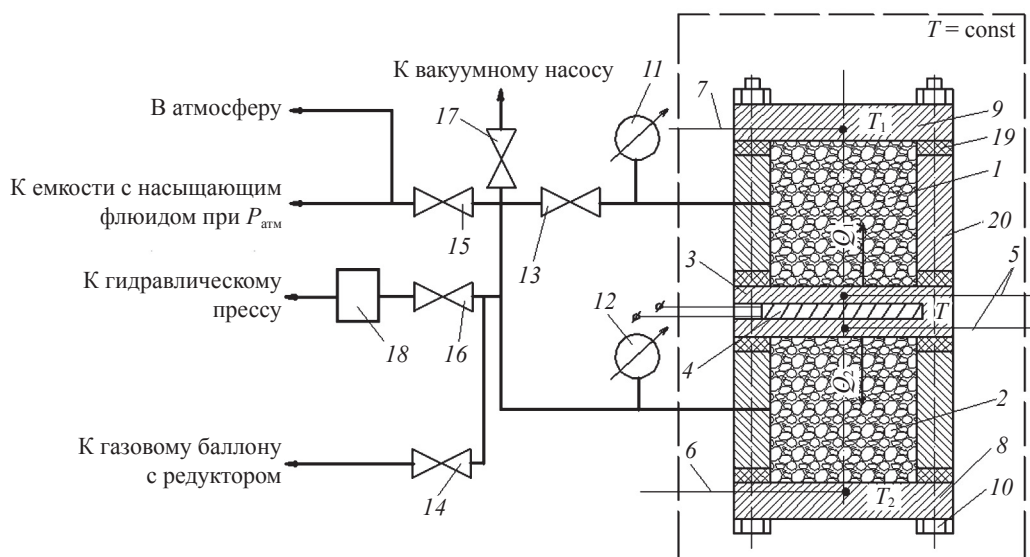 T = const
К вакуумному насосу
11
7
9
В атмосферу
17
T₁
19
К емкости с насыщающим
флюидом при Pатм
1
15
13
Q₁
20
К гидравлическому
прессу
3
5
12
T
18
16
4
Q₂
2
К газовому баллону
с редуктором
6
8
14
T₂
10